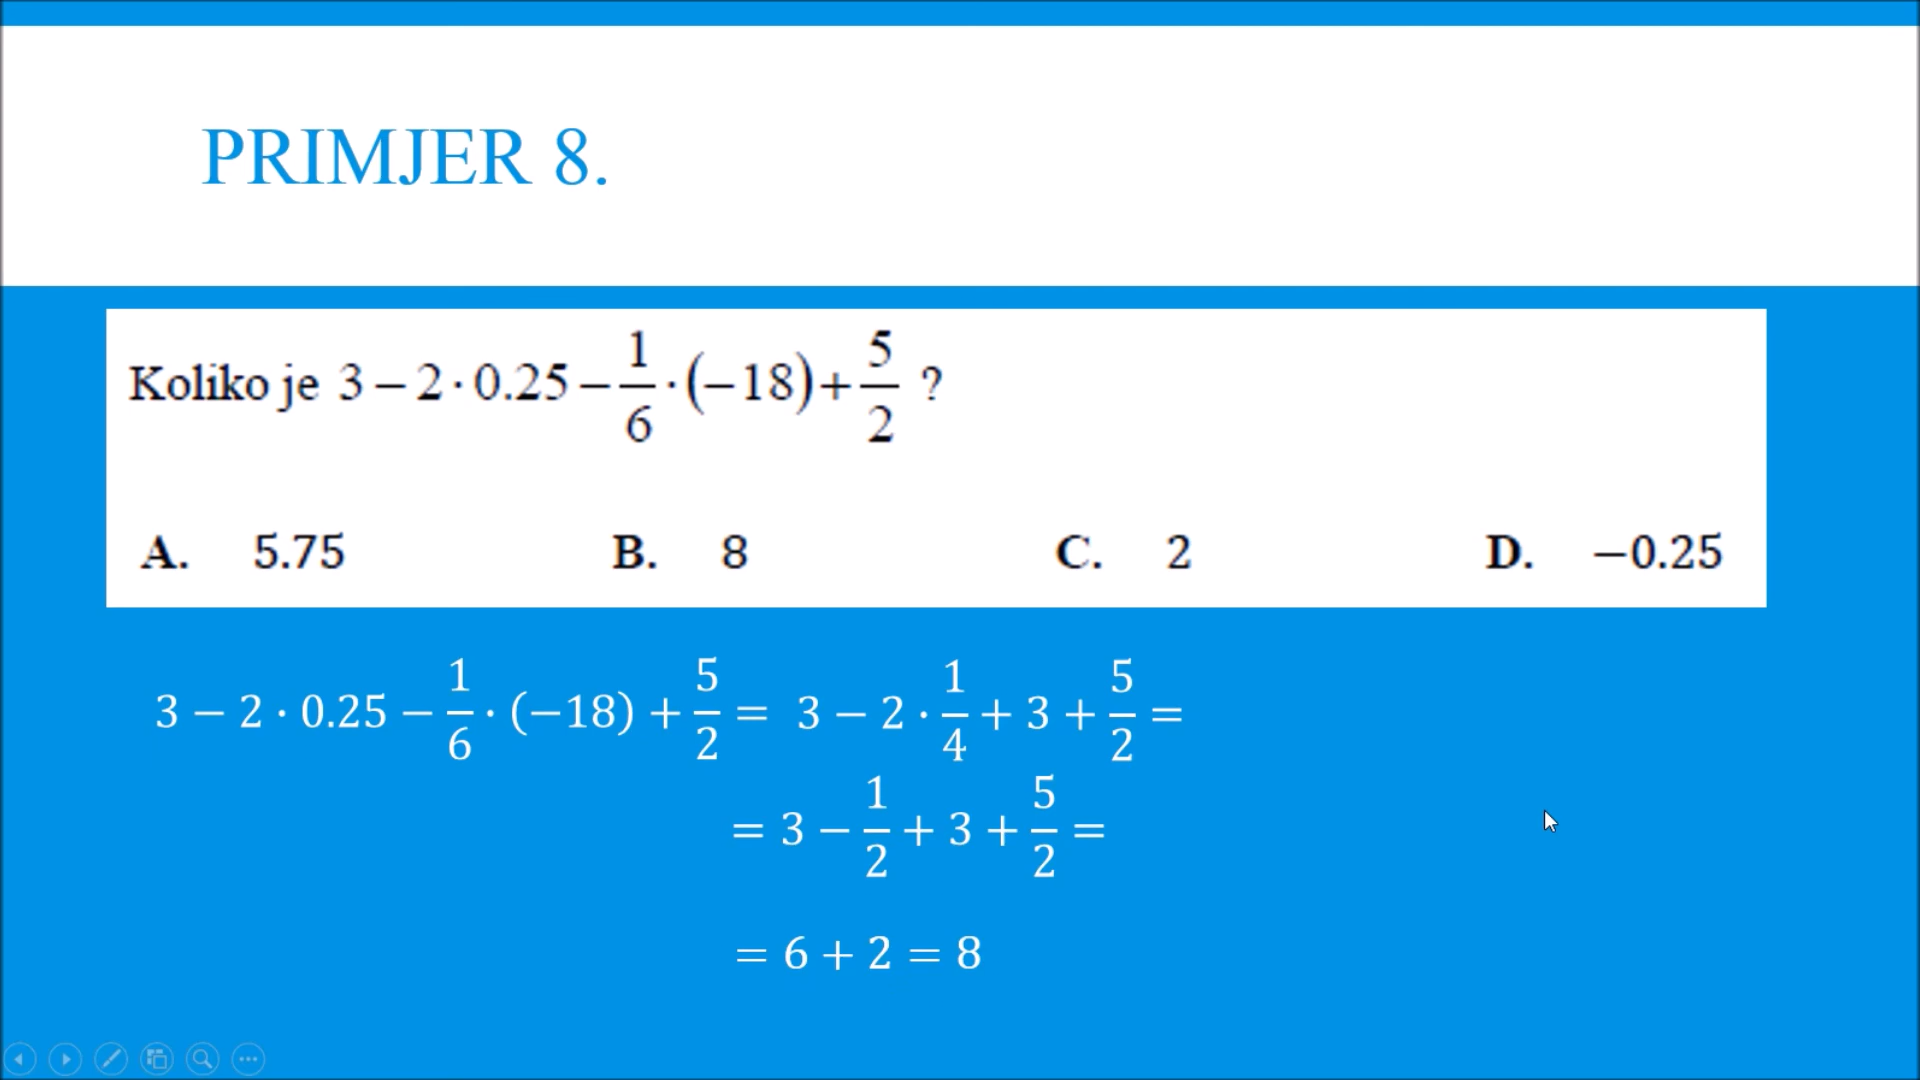 PRIMJER 8.
Koliko je 3 − 2 · 0.25 − 1/6 · (−18) + 5/2 ?
A. 5.75 B. 8 C. 2 D. −0.25
3 − 2 · 0.25 − 1/6 · (−18) + 5/2 = 3 − 2 · 1/4 + 3 + 5/2 =
= 3 − 1/2 + 3 + 5/2 =
= 6 + 2 = 8